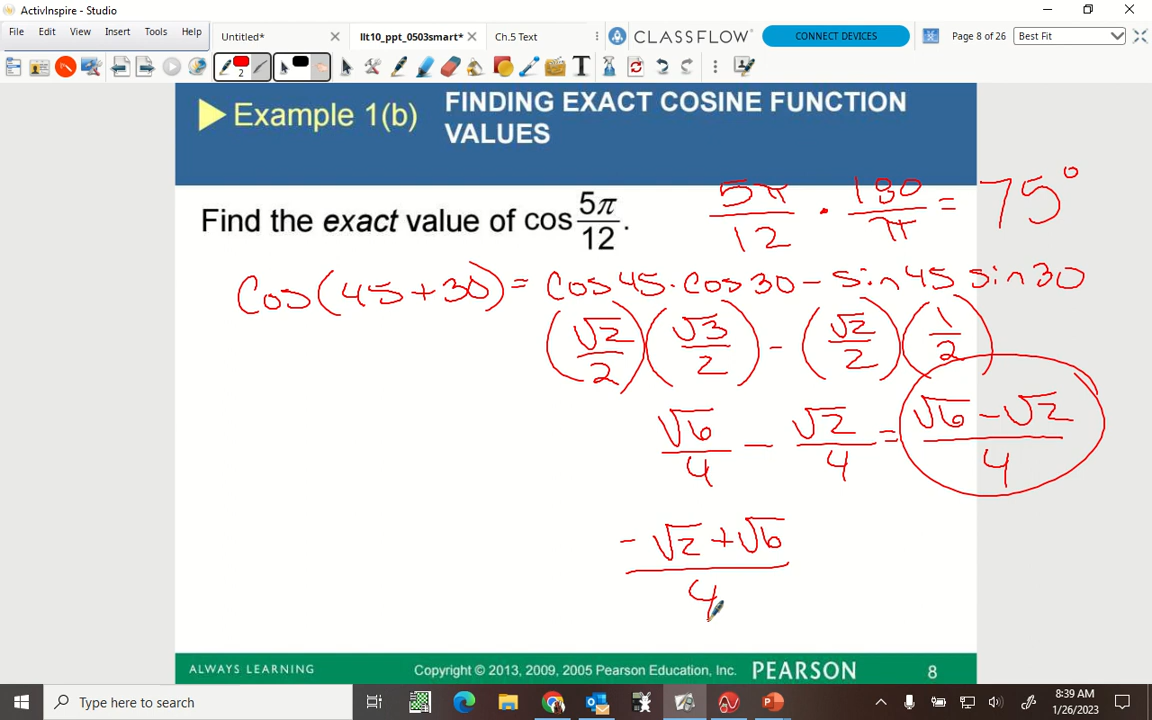 ActivInspire - Studio
File Edit View Insert Tools Help
Untitled*
llt10_ppt_0503smart*
Ch.5 Text
CLASSFLOW
CONNECT DEVICES
Page 8 of 26
Best Fit
2
Example 1(b)
FINDING EXACT COSINE FUNCTION
VALUES
Find the exact value of cos 5π/12.
5π/12 · 180/π = 75°
cos(45+30) = cos45·cos30 − sin45 sin30
(√2/2)(√3/2) − (√2/2)(1/2)
√6/4 − √2/4 = (√6 − √2)/4
(−√2 + √6)/4
ALWAYS LEARNING
Copyright © 2013, 2009, 2005 Pearson Education, Inc.
PEARSON
8
Type here to search
8:39 AM
1/26/2023